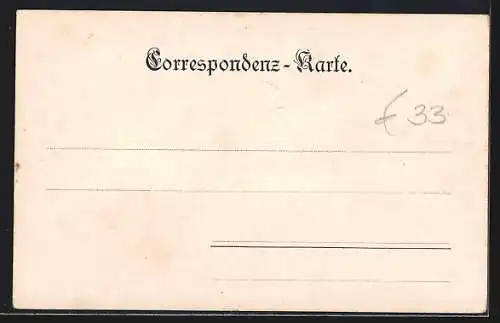 Correspondenz-Karte.
€ 33